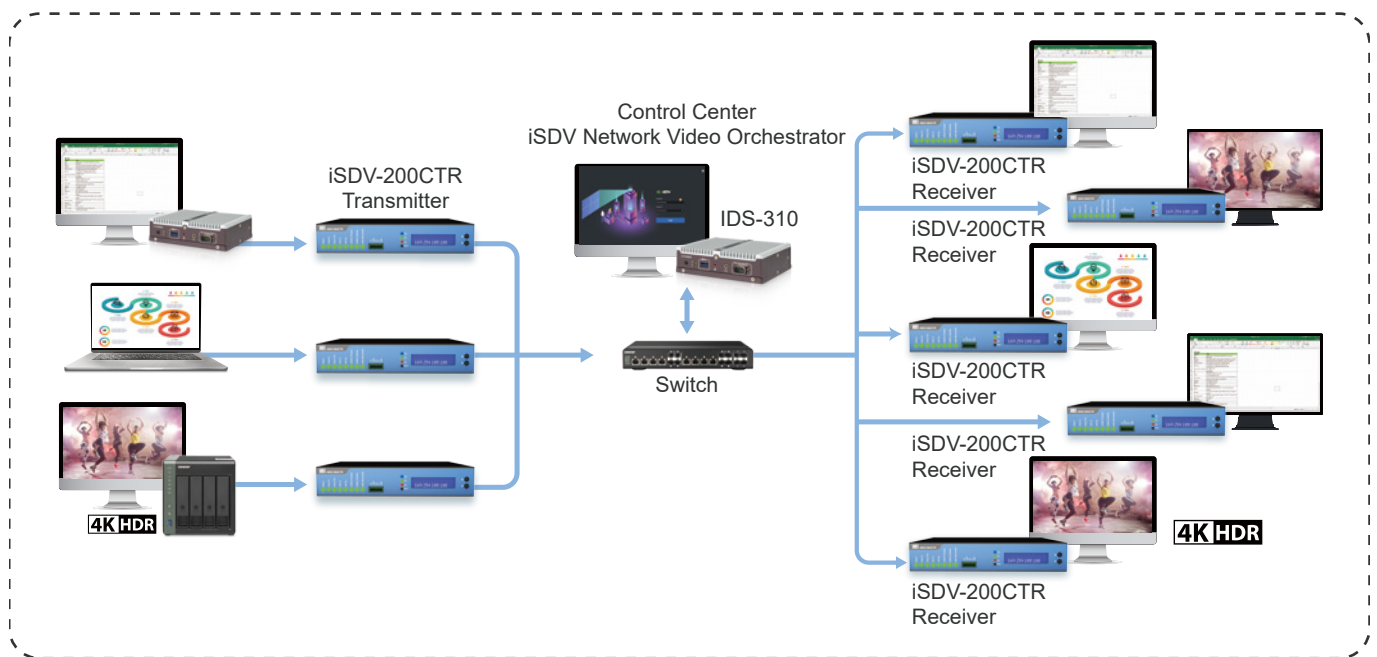 Control Center
iSDV Network Video Orchestrator
iSDV-200CTR
Transmitter
IDS-310
Switch
4K HDR
iSDV-200CTR
Receiver
iSDV-200CTR
Receiver
iSDV-200CTR
Receiver
iSDV-200CTR
Receiver
4K HDR
iSDV-200CTR
Receiver